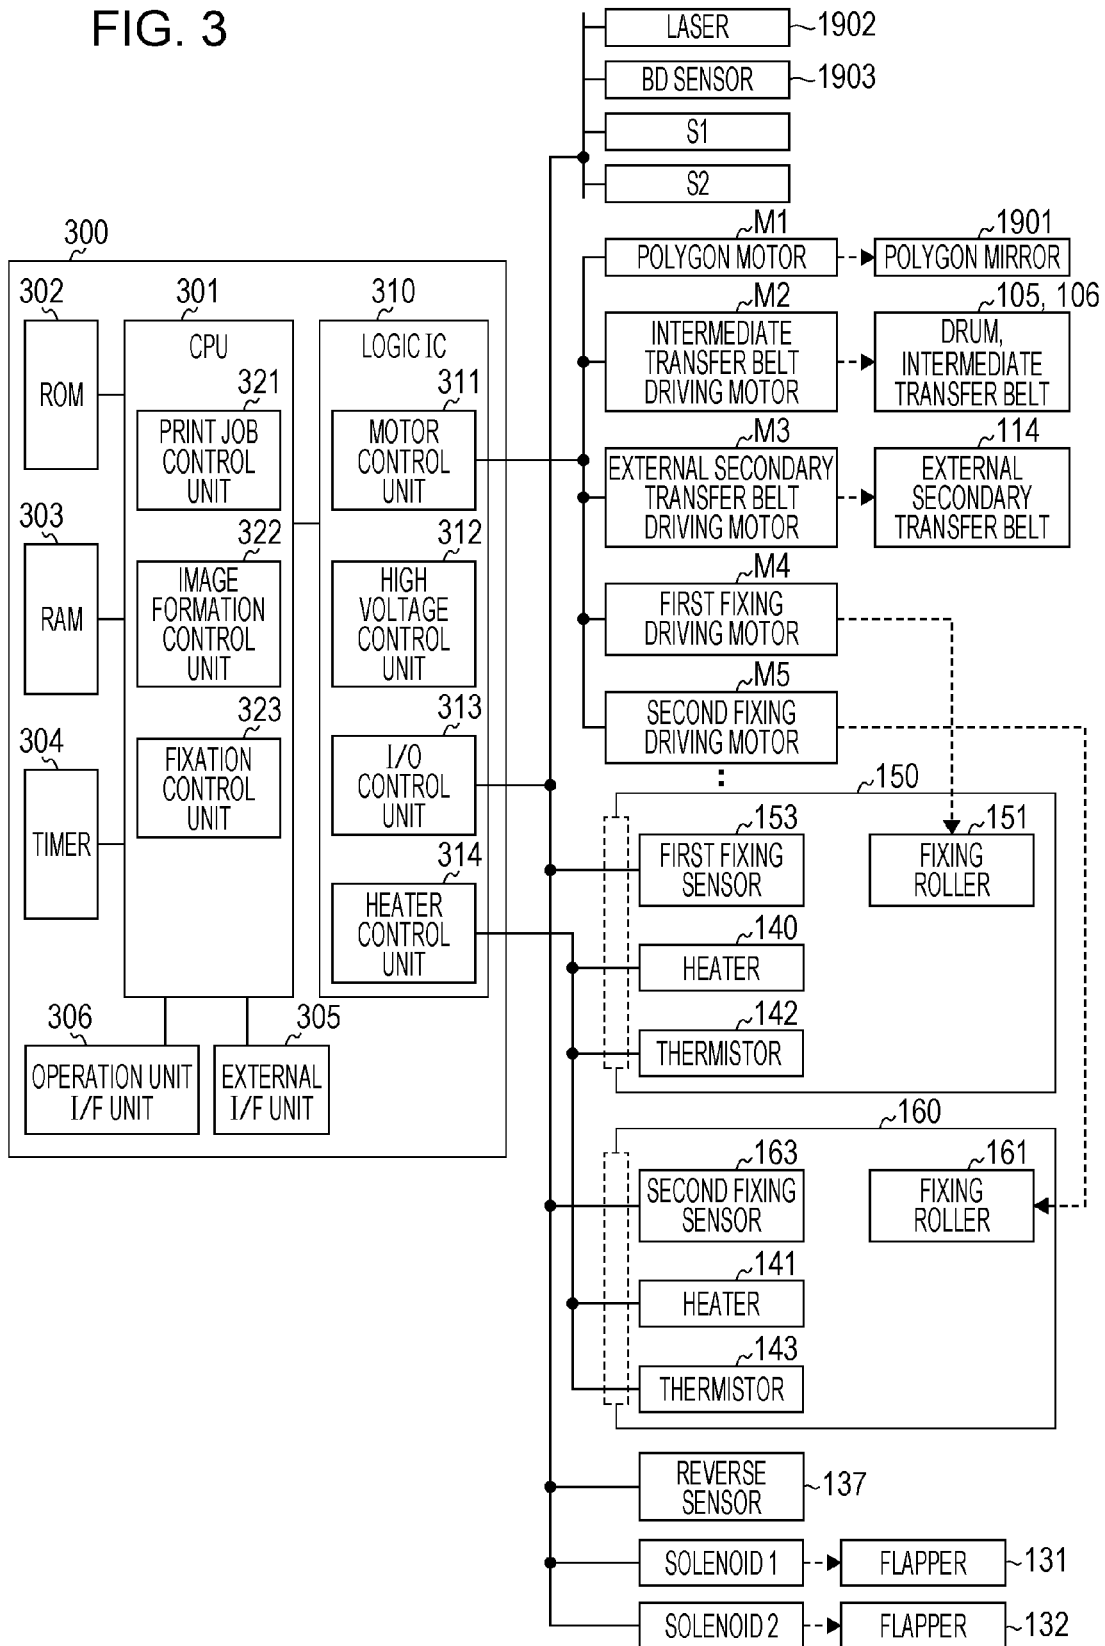 FIG. 3
LASER
1902
BD SENSOR
1903
S1
S2
M1
POLYGON MOTOR
1901
POLYGON MIRROR
M2
INTERMEDIATE
TRANSFER BELT
DRIVING MOTOR
105, 106
DRUM,
INTERMEDIATE
TRANSFER BELT
M3
EXTERNAL SECONDARY
TRANSFER BELT
DRIVING MOTOR
114
EXTERNAL
SECONDARY
TRANSFER BELT
M4
FIRST FIXING
DRIVING MOTOR
M5
SECOND FIXING
DRIVING MOTOR
300
302
ROM
303
RAM
304
TIMER
301
CPU
321
PRINT JOB
CONTROL
UNIT
322
IMAGE
FORMATION
CONTROL
UNIT
323
FIXATION
CONTROL
UNIT
310
LOGIC IC
311
MOTOR
CONTROL
UNIT
312
HIGH
VOLTAGE
CONTROL
UNIT
313
I/O
CONTROL
UNIT
314
HEATER
CONTROL
UNIT
306
OPERATION UNIT
I/F UNIT
305
EXTERNAL
I/F UNIT
150
153
FIRST FIXING
SENSOR
151
FIXING
ROLLER
140
HEATER
142
THERMISTOR
160
163
SECOND FIXING
SENSOR
161
FIXING
ROLLER
141
HEATER
143
THERMISTOR
REVERSE
SENSOR
137
SOLENOID 1
FLAPPER
131
SOLENOID 2
FLAPPER
132